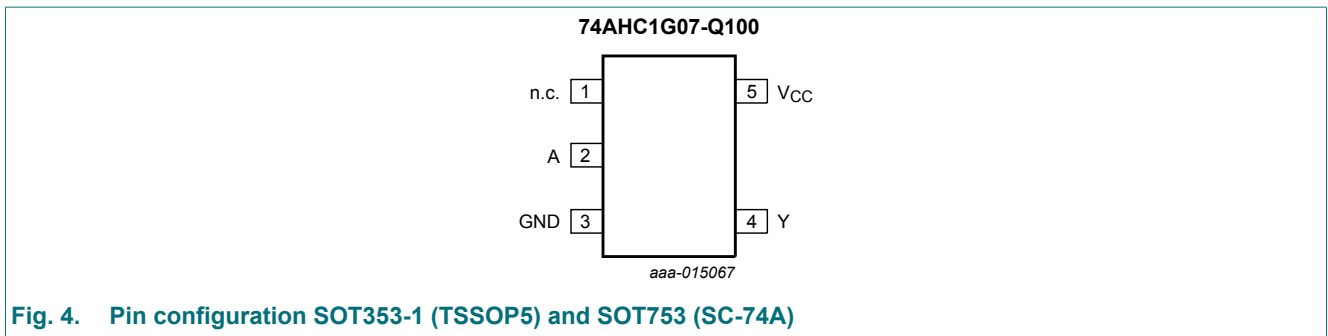 74AHC1G07-Q100
n.c. 1
5 VCC
A 2
GND 3
4 Y
aaa-015067
Fig. 4. Pin configuration SOT353-1 (TSSOP5) and SOT753 (SC-74A)